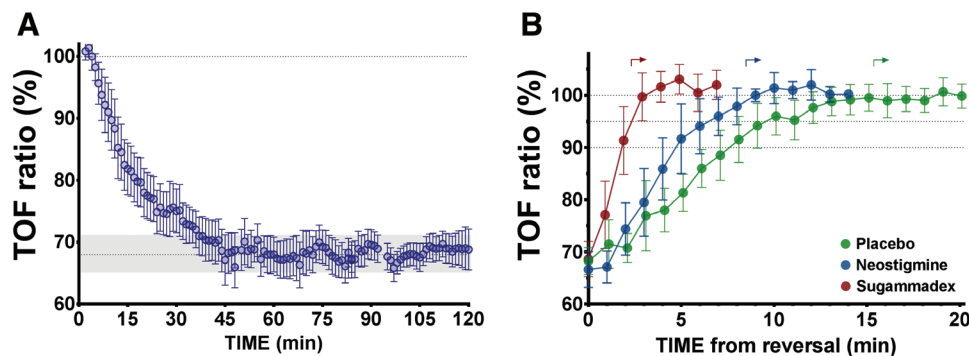 A
TOF ratio (%)
100
90
80
70
60
0
15
30
45
60
75
90
105
120
TIME (min)
B
TOF ratio (%)
100
90
80
70
60
0
5
10
15
20
Placebo
Neostigmine
Sugammadex
TIME from reversal (min)